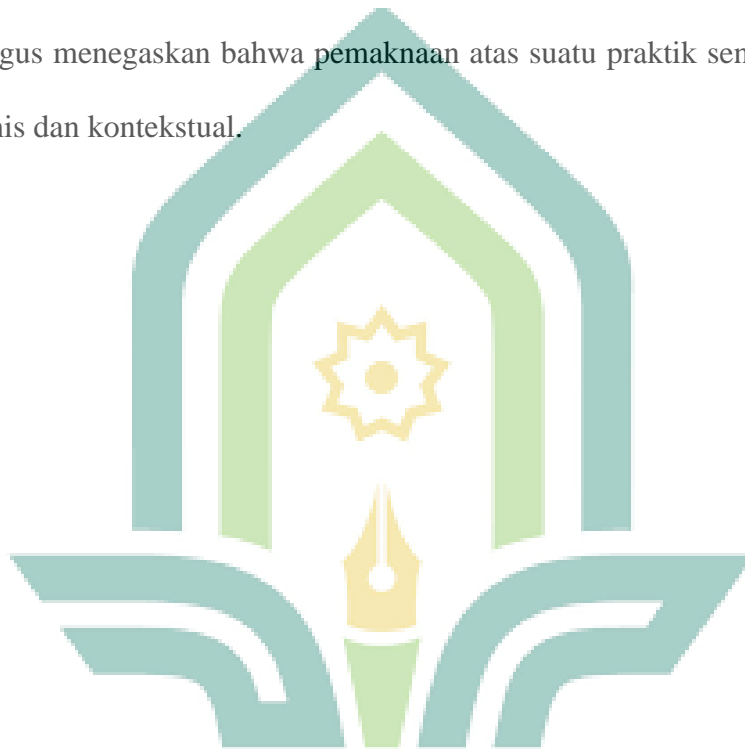 gus menegaskan bahwa pemaknaan atas suatu praktik sen
nis dan kontekstual.